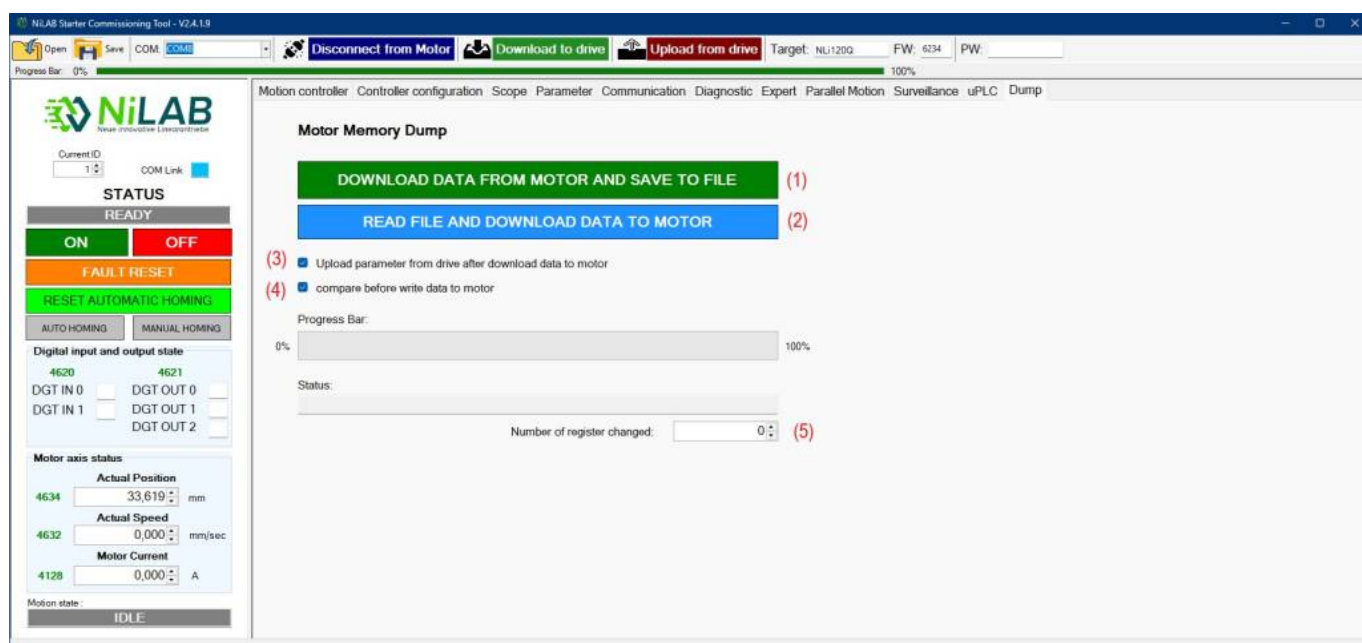 NiLAB Starter Commissioning Tool - V2.4.1.9
Open Save COM: COM8 Disconnect from Motor Download to drive Upload from drive Target: NLi120Q FW: 6234 PW:
Progress Bar: 0% 100%
Motion controller Controller configuration Scope Parameter Communication Diagnostic Expert Parallel Motion Surveillance uPLC Dump
NiLAB
Neue innovative Linearantriebe
Current ID
1 COM Link
STATUS
READY
ON OFF
FAULT RESET
RESET AUTOMATIC HOMING
AUTO HOMING MANUAL HOMING
Digital input and output state
4620 4621
DGT IN 0 DGT OUT 0
DGT IN 1 DGT OUT 1
DGT OUT 2
Motor axis status
Actual Position
4634 33,619 mm
Actual Speed
4632 0,000 mm/sec
Motor Current
4128 0,000 A
Motion state :
IDLE
Motor Memory Dump
DOWNLOAD DATA FROM MOTOR AND SAVE TO FILE (1)
READ FILE AND DOWNLOAD DATA TO MOTOR (2)
(3) Upload parameter from drive after download data to motor
(4) compare before write data to motor
Progress Bar:
0% 100%
Status:
Number of register changed: 0 (5)